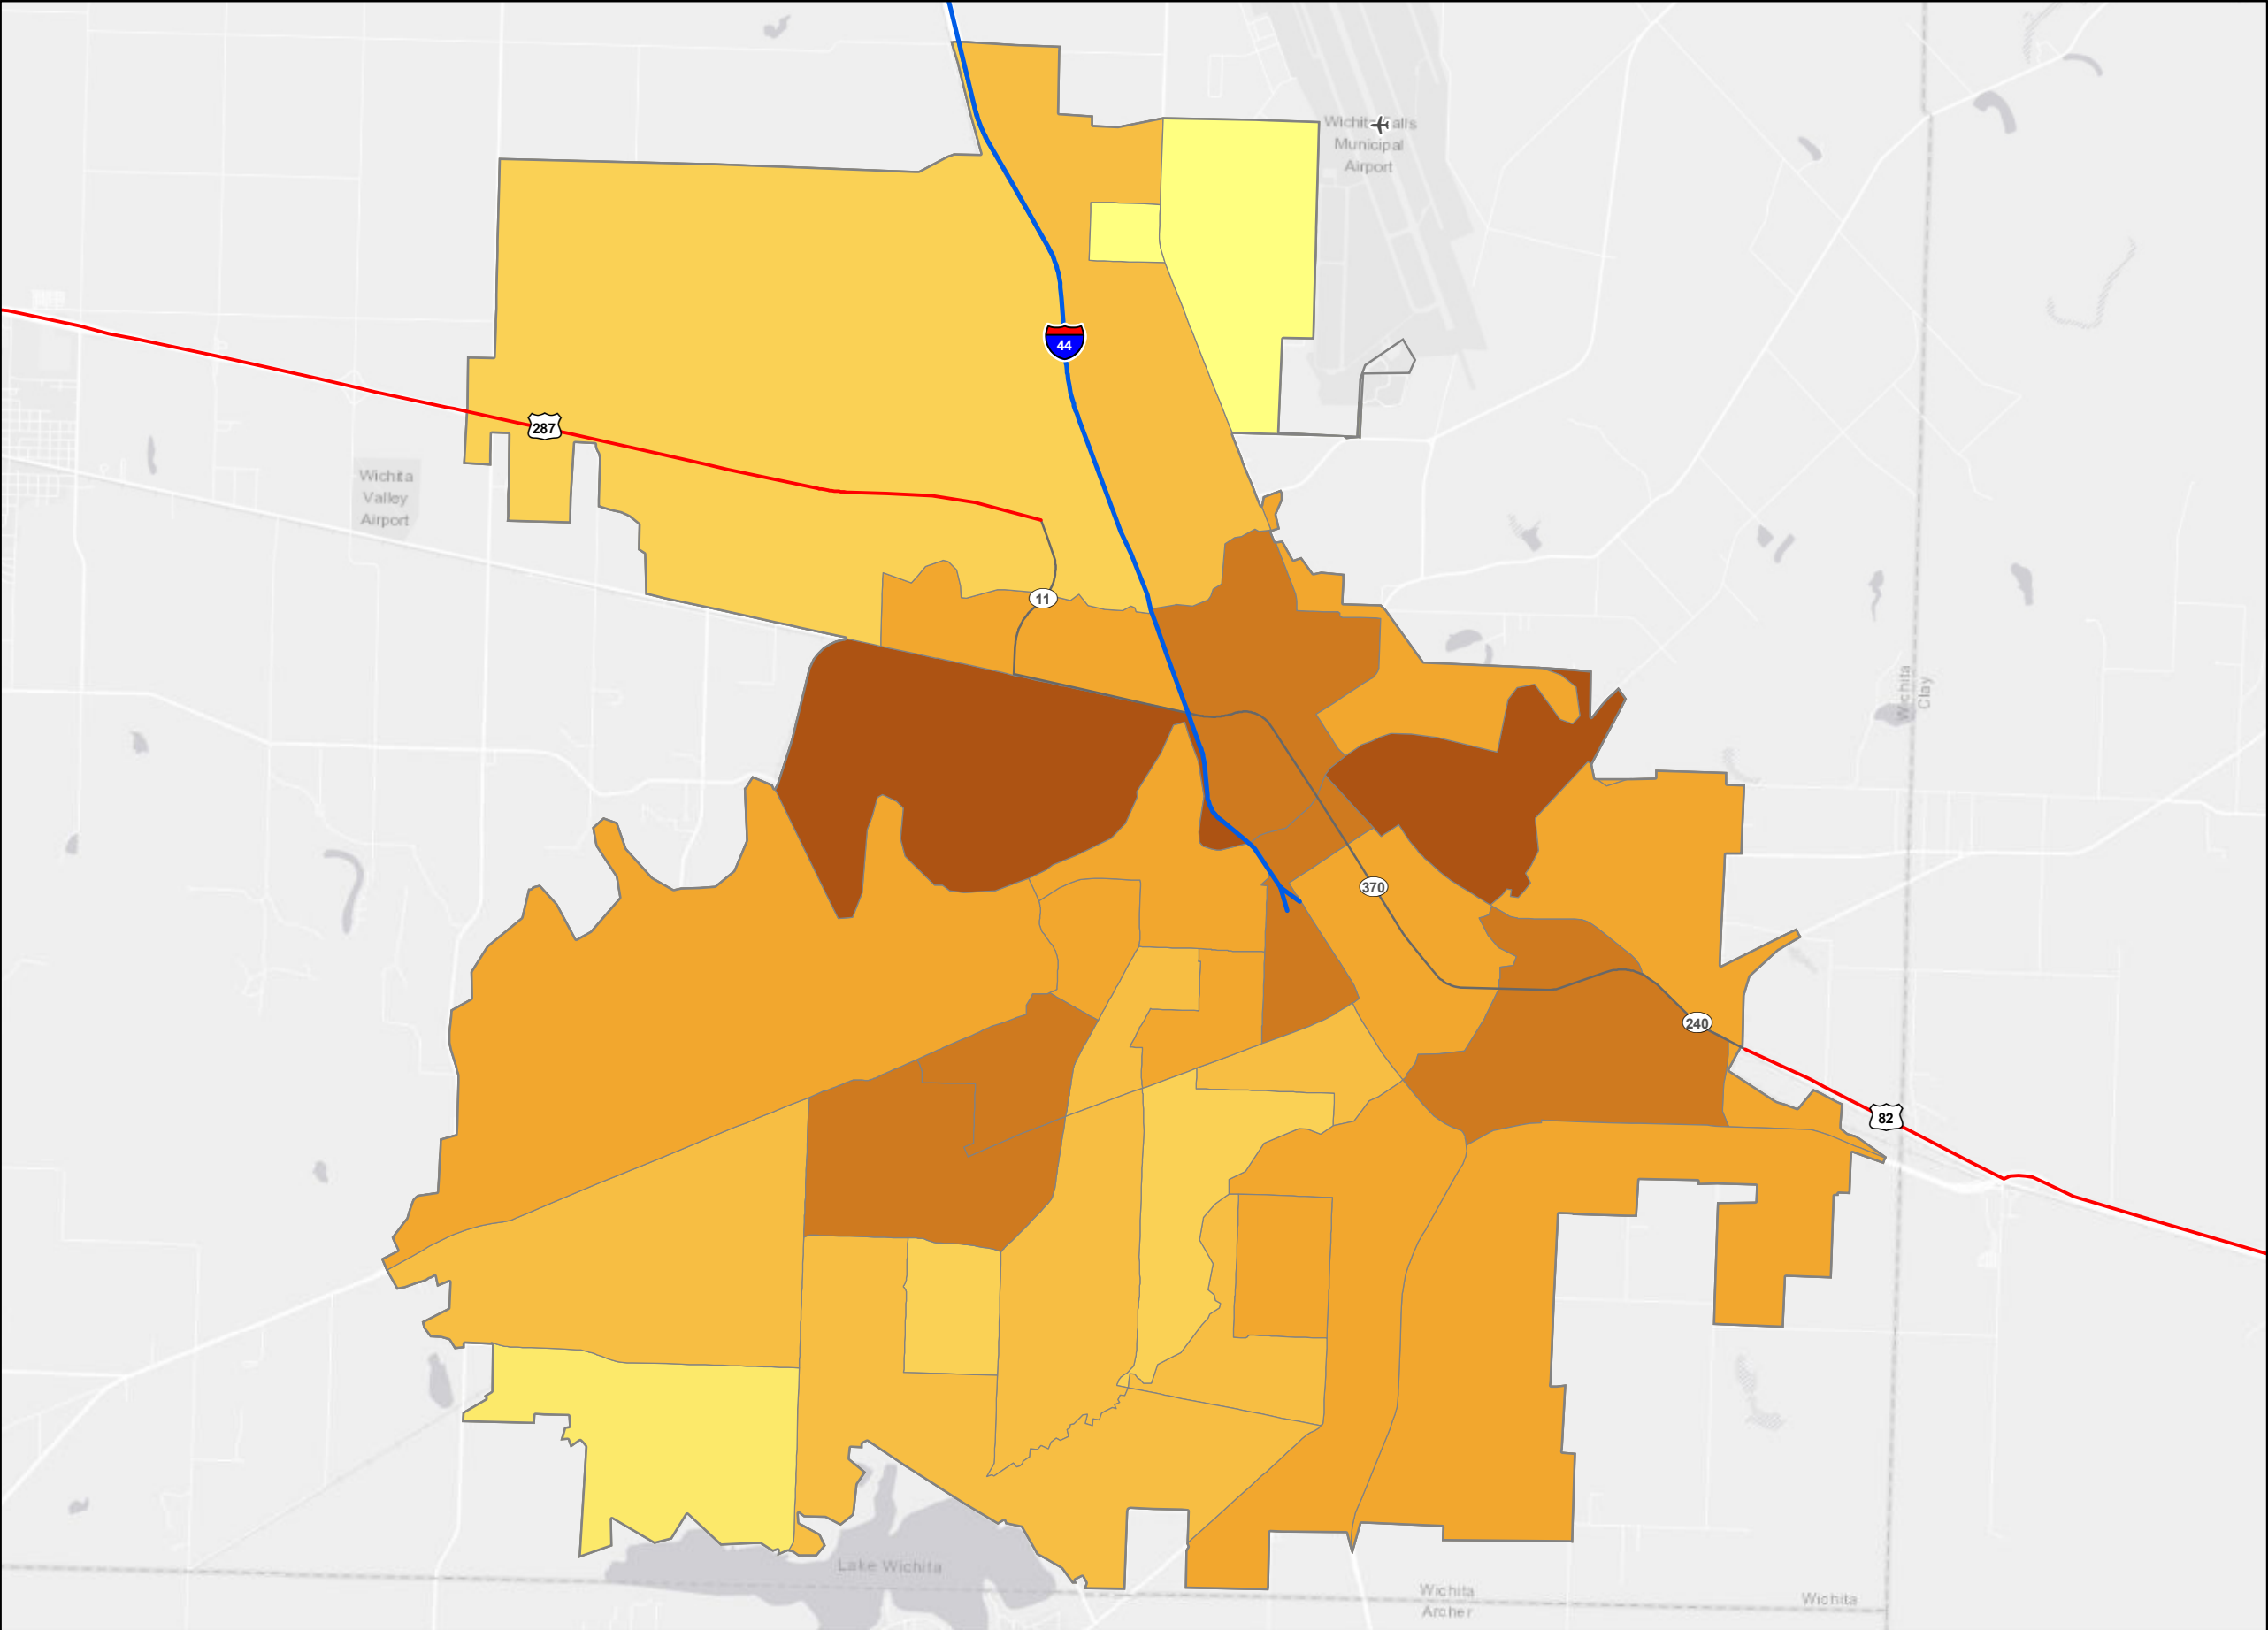 Wichita Falls
Municipal
Airport
44
287
Wichita
Valley
Airport
11
Wichita
Clay
370
240
82
Lake Wichita
Wichita
Archer
Wichita